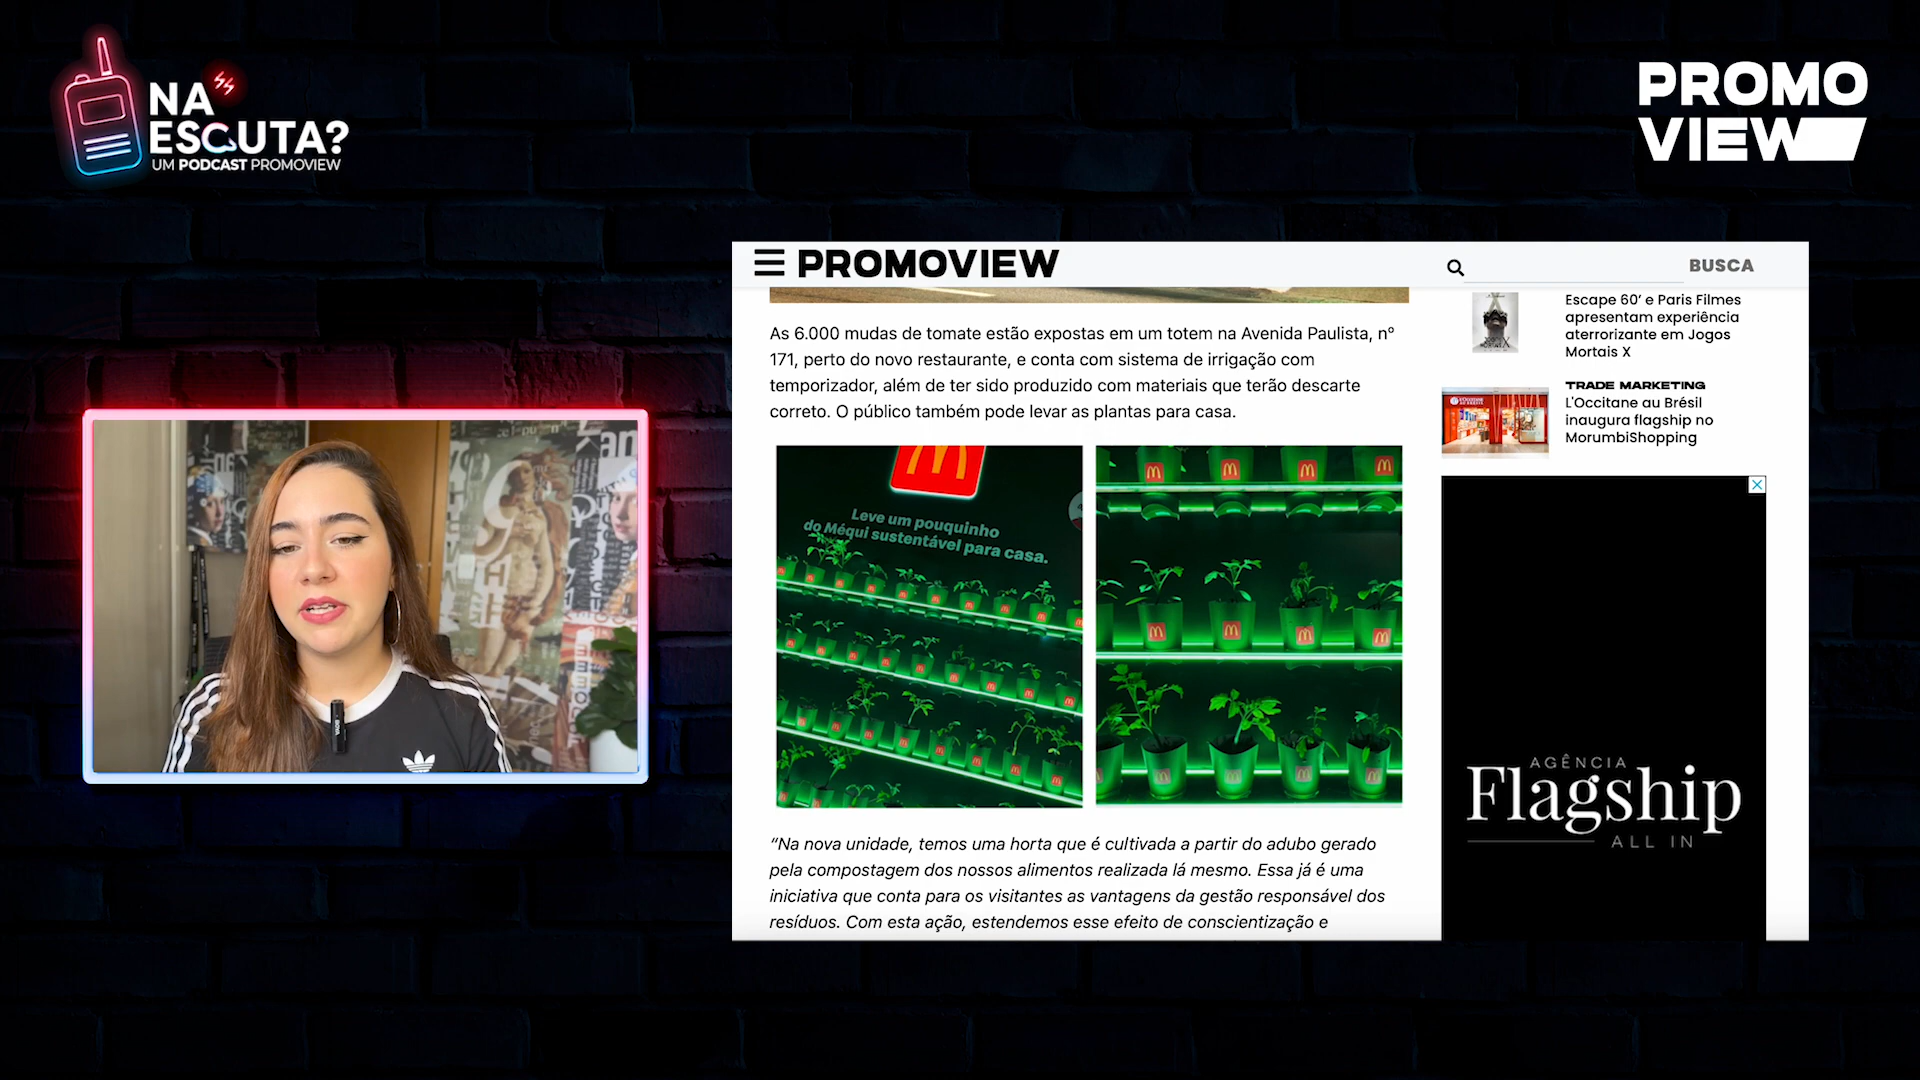 NA
ESCUTA?
UM PODCAST PROMOVIEW
PROMO
VIEW
PROMOVIEW
BUSCA
As 6.000 mudas de tomate estão expostas em um totem na Avenida Paulista, nº
171, perto do novo restaurante, e conta com sistema de irrigação com
temporizador, além de ter sido produzido com materiais que terão descarte
correto. O público também pode levar as plantas para casa.
Leve um pouquinho
do Méqui sustentável para casa.
“Na nova unidade, temos uma horta que é cultivada a partir do adubo gerado
pela compostagem dos nossos alimentos realizada lá mesmo. Essa já é uma
iniciativa que conta para os visitantes as vantagens da gestão responsável dos
resíduos. Com esta ação, estendemos esse efeito de conscientização e
Escape 60’ e Paris Filmes
apresentam experiência
aterrorizante em Jogos
Mortais X
TRADE MARKETING
L'Occitane au Brésil
inaugura flagship no
MorumbiShopping
AGÊNCIA
Flagship
ALL IN